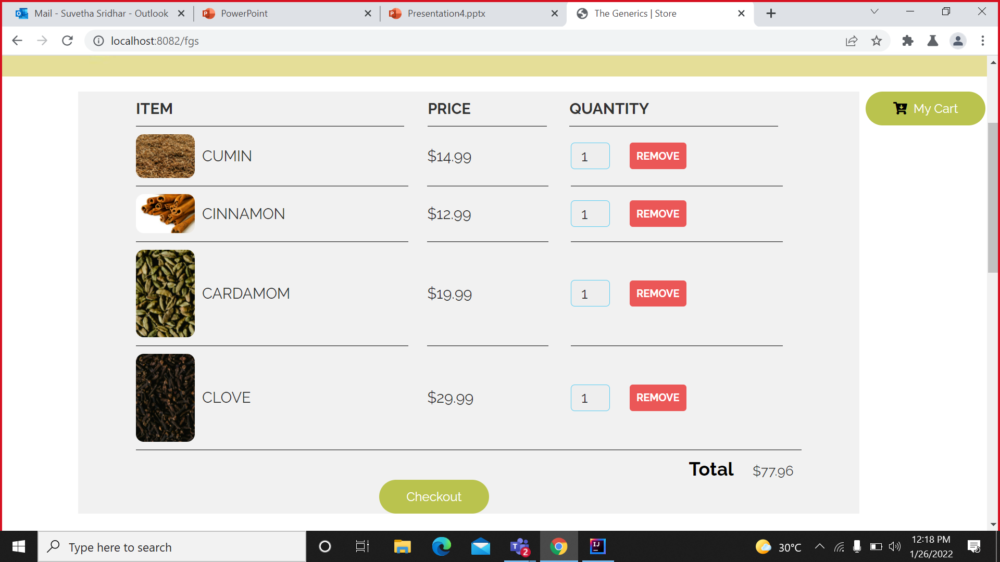 Mail - Suvetha Sridhar - Outlook
PowerPoint
Presentation4.pptx
The Generics | Store
localhost:8082/fgs
My Cart
ITEM PRICE QUANTITY
CUMIN $14.99 1 REMOVE
CINNAMON $12.99 1 REMOVE
CARDAMOM $19.99 1 REMOVE
CLOVE $29.99 1 REMOVE
Total $77.96
Checkout
Type here to search
2
IJ
30°C
12:18 PM
1/26/2022